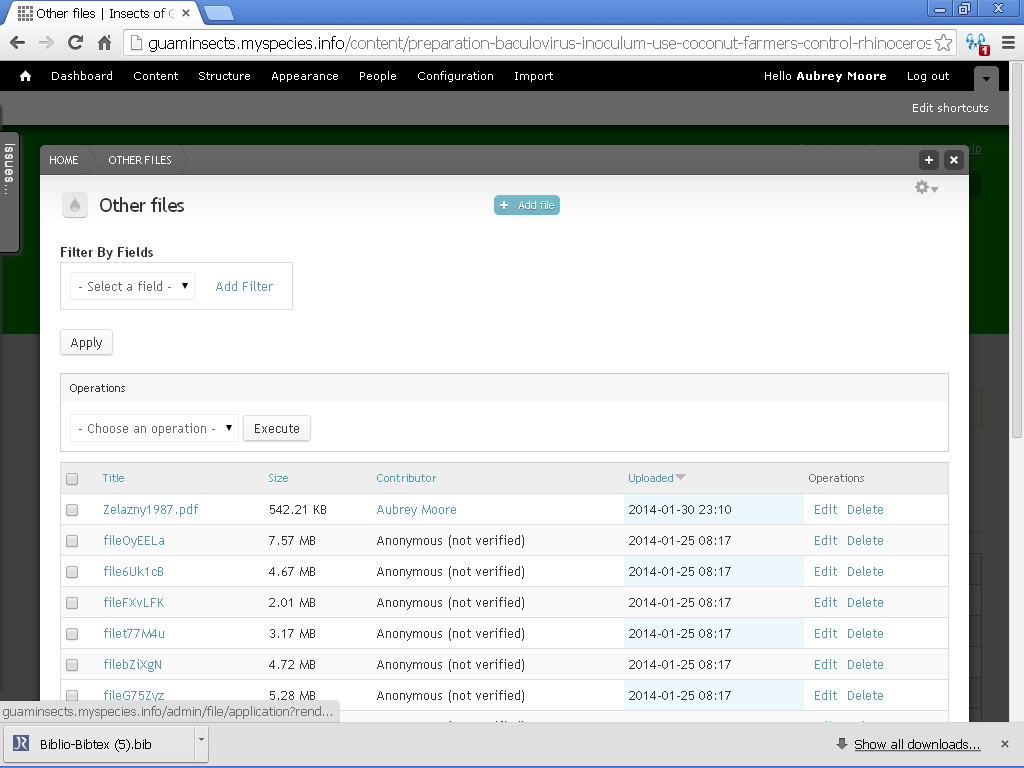 Other files | Insects of G
guaminsects.myspecies.info/content/preparation-baculovirus-inoculum-use-coconut-farmers-control-rhinoceros
1
Dashboard Content Structure Appearance People Configuration Import Hello Aubrey Moore Log out
Edit shortcuts
Issues...
HOME OTHER FILES
Other files
+ Add file
Filter By Fields
- Select a field - Add Filter
Apply
Operations
- Choose an operation - Execute
Title Size Contributor Uploaded Operations
Zelazny1987.pdf 542.21 KB Aubrey Moore 2014-01-30 23:10 Edit Delete
fileOyEELa 7.57 MB Anonymous (not verified) 2014-01-25 08:17 Edit Delete
file6Uk1cB 4.67 MB Anonymous (not verified) 2014-01-25 08:17 Edit Delete
fileFXvLFK 2.01 MB Anonymous (not verified) 2014-01-25 08:17 Edit Delete
filet77M4u 3.17 MB Anonymous (not verified) 2014-01-25 08:17 Edit Delete
filebZiXgN 4.72 MB Anonymous (not verified) 2014-01-25 08:17 Edit Delete
fileG75Zyz 5.28 MB Anonymous (not verified) 2014-01-25 08:17 Edit Delete
guaminsects.myspecies.info/admin/file/application?rend...
Biblio-Bibtex (5).bib Show all downloads...